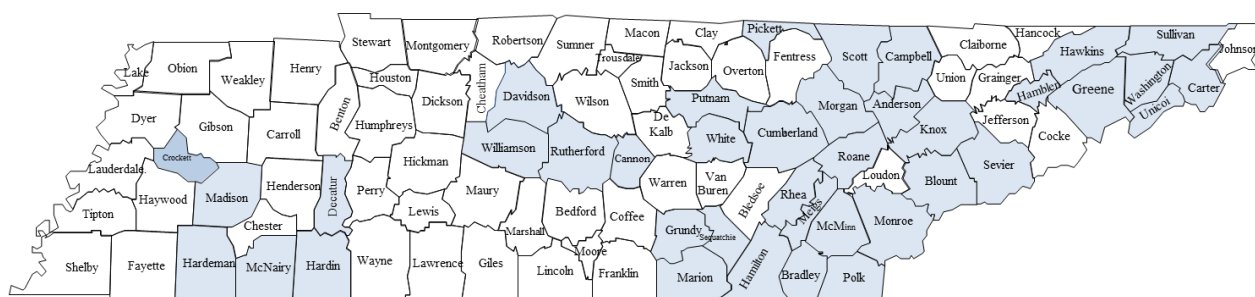 Lake
Obion
Weakley
Henry
Stewart
Montgomery
Robertson
Sumner
Macon
Clay
Pickett
Fentress
Scott
Campbell
Claiborne
Hancock
Hawkins
Sullivan
Johnson
Trousdale
Houston
Benton
Dickson
Cheatham
Davidson
Wilson
Smith
Jackson
Overton
Putnam
Morgan
Anderson
Union
Grainger
Hamblen
Greene
Washington
Unicoi
Carter
Dyer
Gibson
Carroll
Humphreys
Hickman
Williamson
Rutherford
Cannon
De
Kalb
White
Cumberland
Roane
Knox
Jefferson
Cocke
Sevier
Crockett
Lauderdale
Haywood
Madison
Henderson
Decatur
Perry
Lewis
Maury
Bedford
Coffee
Warren
Van
Buren
Bledsoe
Rhea
Meigs
Loudon
Blount
Monroe
McMinn
Tipton
Chester
Marshall
Moore
Grundy
Sequatchie
Shelby
Fayette
Hardeman
McNairy
Hardin
Wayne
Lawrence
Giles
Lincoln
Franklin
Marion
Hamilton
Bradley
Polk